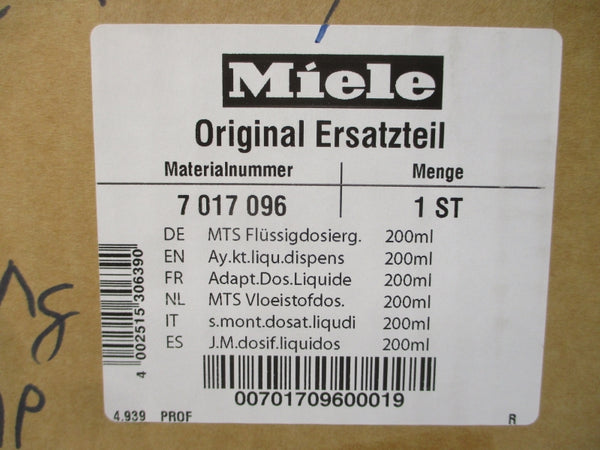 Miele
Original Ersatzteil
Materialnummer Menge
7 017 096 1 ST
DE MTS Flüssigdosierg. 200ml
EN Ay.kt.liqu.dispens 200ml
FR Adapt.Dos.Liquide 200ml
NL MTS Vloeistofdos. 200ml
IT s.mont.dosat.liqudi 200ml
ES J.M.dosif.liquidos 200ml
4 002515 306390
00701709600019
4.939 PROF R